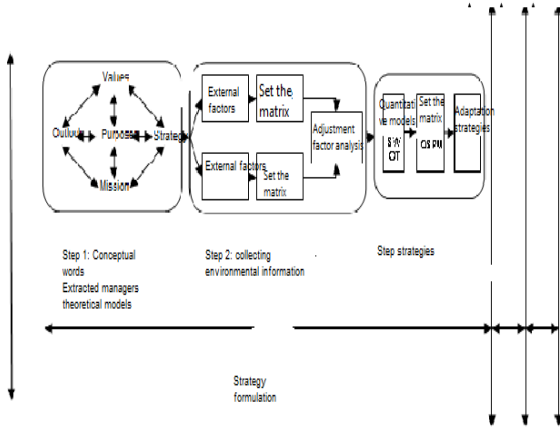 Values
Outlook
Purpose
Strategy
Mission
External
factors
Set the
matrix
External factors
Set the
matrix
Adjustment
factor analysis
Quantitati
ve models
SW
OT
Set the
matrix
QSPM
Adaptation
strategies
Step 1: Conceptual
words
Extracted managers
theoretical models
Step 2: collecting
environmental information
Step strategies
Strategy
formulation